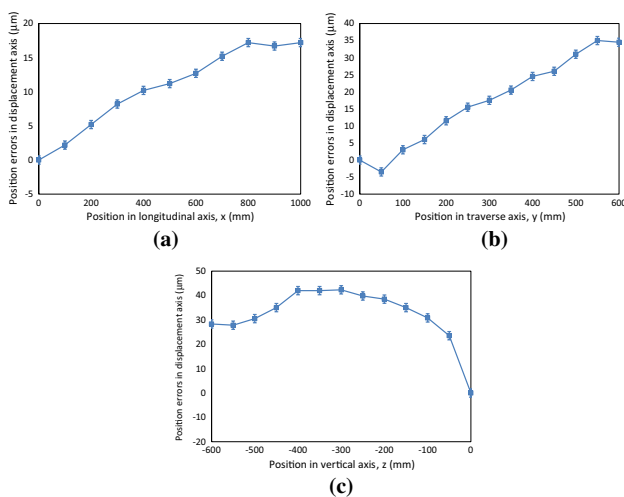 Position errors in displacement axis (μm)
20
15
10
5
0
-5
0 200 400 600 800 1000
Position in longitudinal axis, x (mm)
(a)
Position errors in displacement axis (μm)
40
35
30
25
20
15
10
5
0
-5
-10
0 100 200 300 400 500 600
Position in traverse axis, y (mm)
(b)
Position errors in displacement axis (μm)
50
40
30
20
10
0
-10
-20
-600 -500 -400 -300 -200 -100 -0
Position in vertical axis, z (mm)
(c)